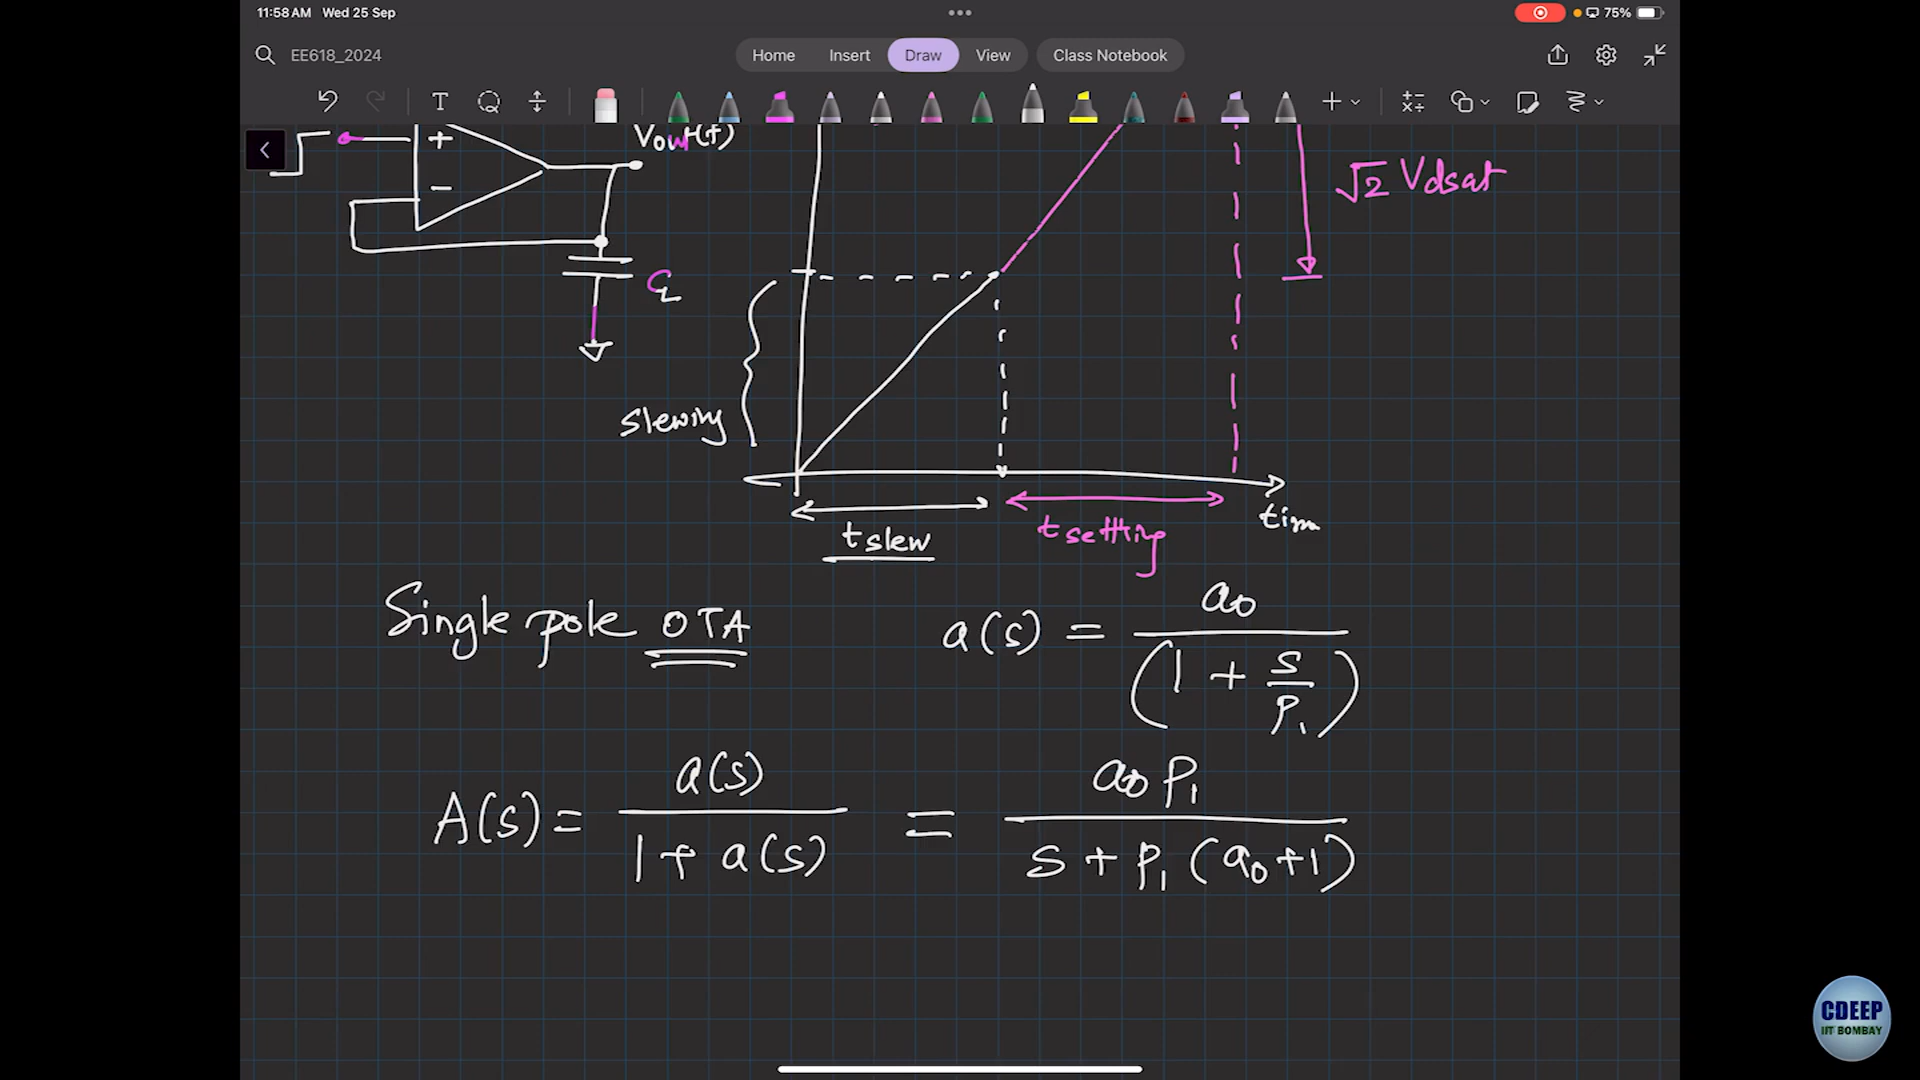 11:58 AM Wed 25 Sep
75%
EE618_2024
Home Insert Draw View Class Notebook
T
+
-
Vout(t)
CL
√2 Vdsat
slewing
tslew
tsettling
time
Single pole OTA
a(s) = a0 / (1 + s/p1)
A(s) = a(s) / 1 + a(s) = a0 p1 / s + p1 (a0+1)
CDEEP
IIT BOMBAY